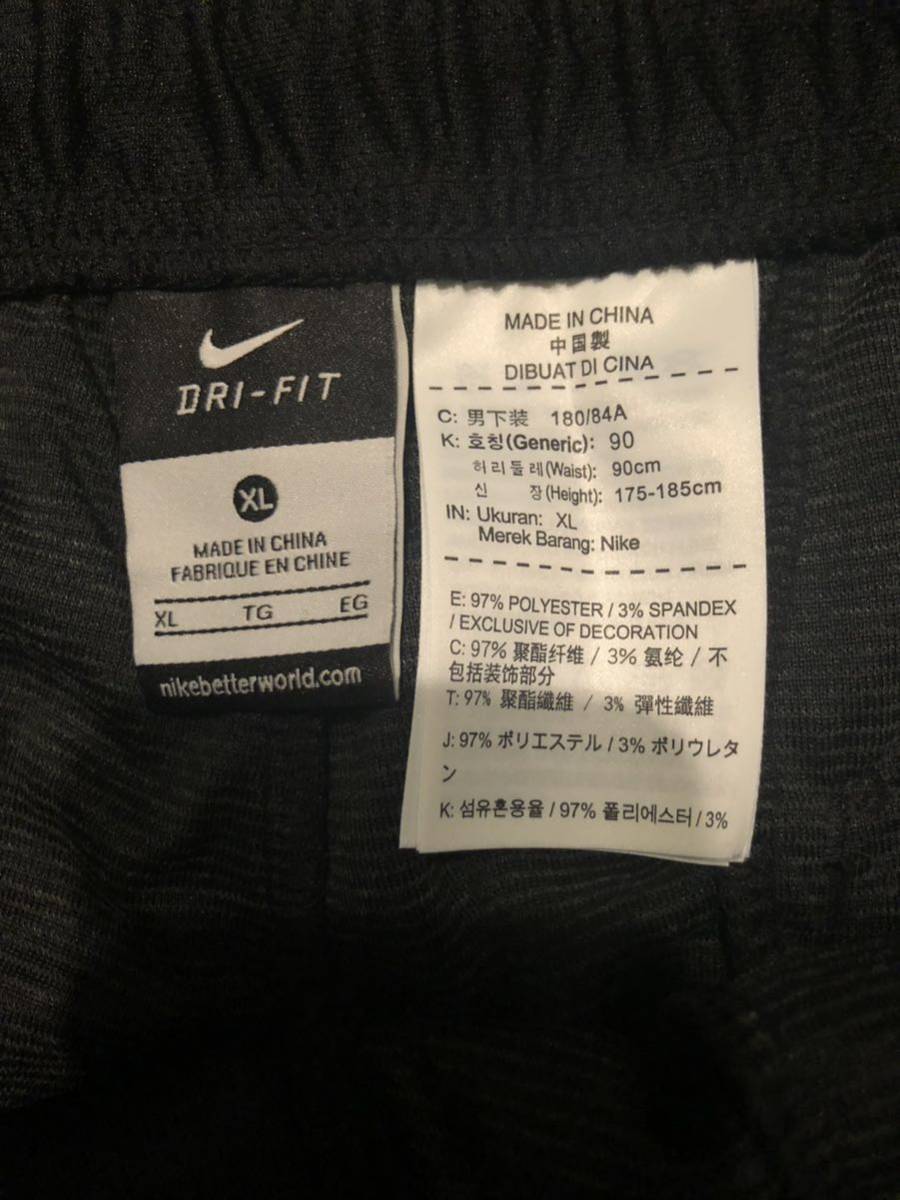 DRI-FIT
XL
MADE IN CHINA
FABRIQUE EN CHINE
XL TG EG
nikebetterworld.com
MADE IN CHINA
中国製
DIBUAT DI CINA
C: 男下装 180/84A
K: 호칭(Generic): 90
허리둘레(Waist): 90cm
신 장(Height): 175-185cm
IN: Ukuran: XL
Merek Barang: Nike
E: 97% POLYESTER / 3% SPANDEX
/ EXCLUSIVE OF DECORATION
C: 97% 聚酯纤维 / 3% 氨纶 / 不
包括装饰部分
T: 97% 聚酯纖維 / 3% 彈性纖維
J: 97% ポリエステル / 3% ポリウレタ
ン
K: 섬유혼용율 / 97% 폴리에스터 / 3%